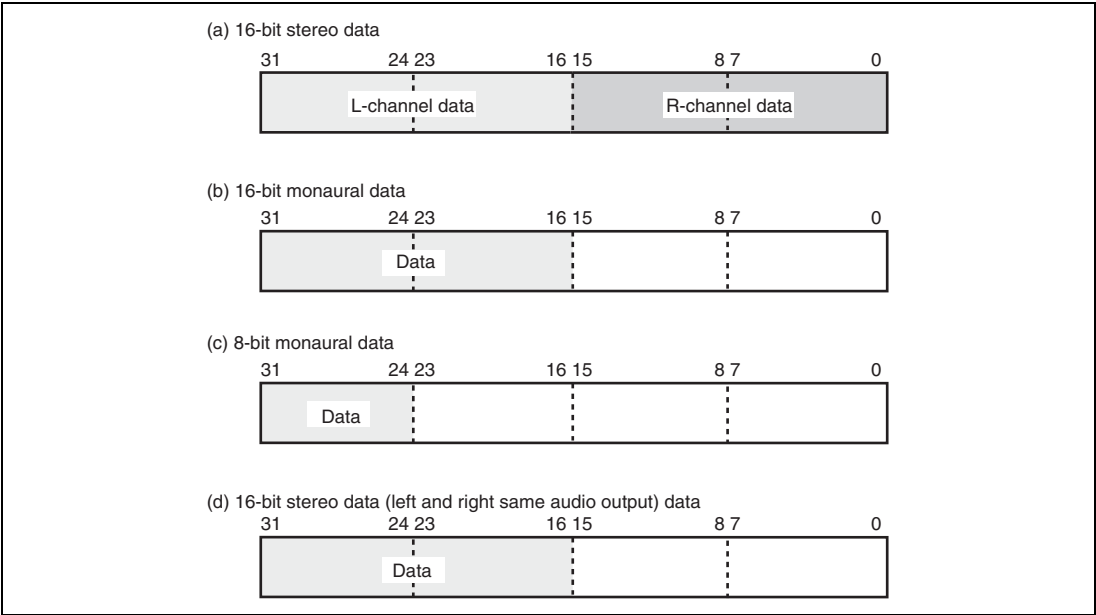 (a) 16-bit stereo data
31 24 23 16 15 8 7 0
L-channel data R-channel data
(b) 16-bit monaural data
31 24 23 16 15 8 7 0
Data
(c) 8-bit monaural data
31 24 23 16 15 8 7 0
Data
(d) 16-bit stereo data (left and right same audio output) data
31 24 23 16 15 8 7 0
Data